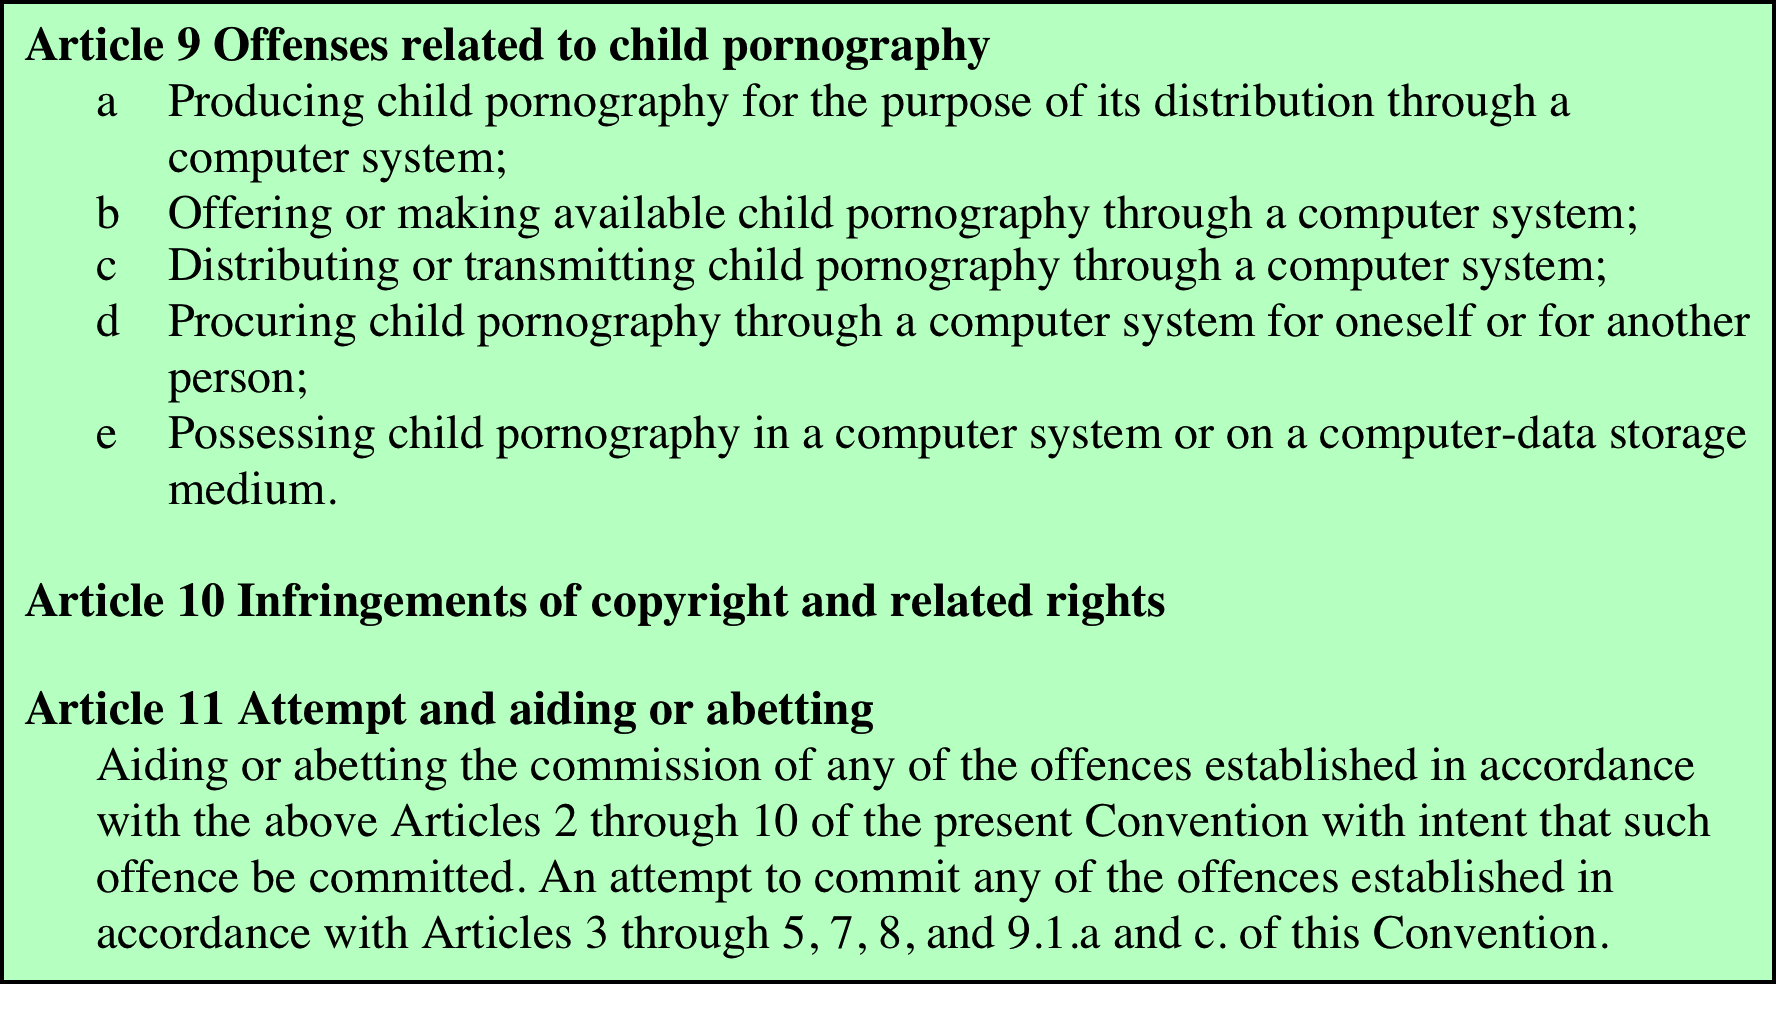 Article 9 Offenses related to child pornography
a Producing child pornography for the purpose of its distribution through a
computer system;
b Offering or making available child pornography through a computer system;
c Distributing or transmitting child pornography through a computer system;
d Procuring child pornography through a computer system for oneself or for another
person;
e Possessing child pornography in a computer system or on a computer-data storage
medium.
Article 10 Infringements of copyright and related rights
Article 11 Attempt and aiding or abetting
Aiding or abetting the commission of any of the offences established in accordance
with the above Articles 2 through 10 of the present Convention with intent that such
offence be committed. An attempt to commit any of the offences established in
accordance with Articles 3 through 5, 7, 8, and 9.1.a and c. of this Convention.